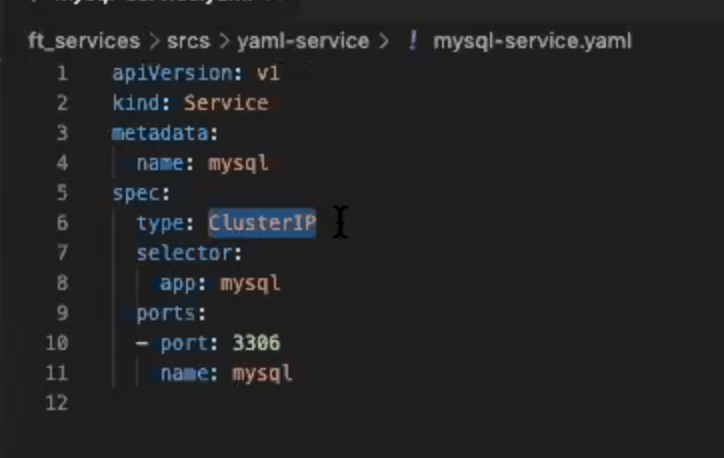 ft_services > srcs > yaml-service > ! mysql-service.yaml
1 apiVersion: v1
2 kind: Service
3 metadata:
4 name: mysql
5 spec:
6 type: ClusterIP
7 selector:
8 app: mysql
9 ports:
10 - port: 3306
11 name: mysql
12